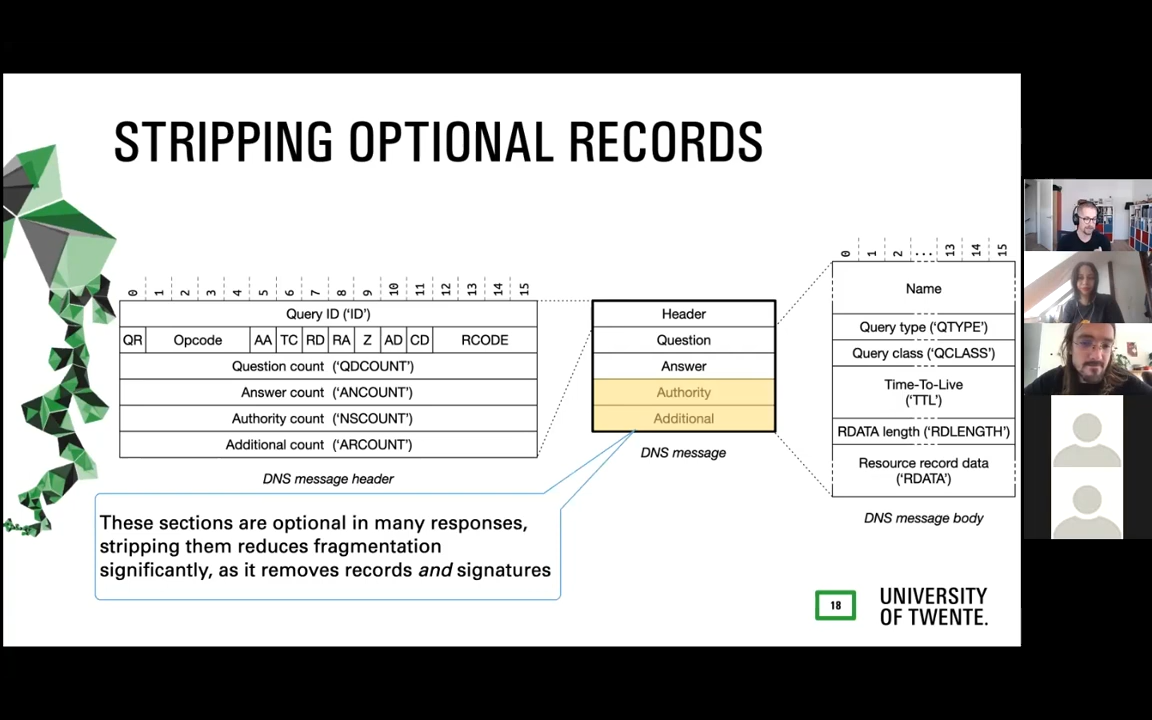 STRIPPING OPTIONAL RECORDS
0 1 2 3 4 5 6 7 8 9 10 11 12 13 14 15
Query ID (‘ID’)
QR Opcode AA TC RD RA Z AD CD RCODE
Question count (‘QDCOUNT’)
Answer count (‘ANCOUNT’)
Authority count (‘NSCOUNT’)
Additional count (‘ARCOUNT’)
DNS message header
Header
Question
Answer
Authority
Additional
DNS message
0 1 2 ... 13 14 15
Name
Query type (‘QTYPE’)
Query class (‘QCLASS’)
Time-To-Live
(‘TTL’)
RDATA length (‘RDLENGTH’)
Resource record data
(‘RDATA’)
DNS message body
These sections are optional in many responses,
stripping them reduces fragmentation
significantly, as it removes records and signatures
18
UNIVERSITY
OF TWENTE.